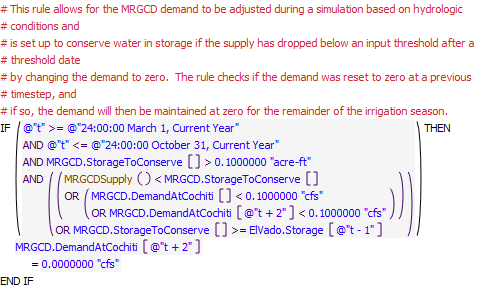 # This rule allows for the MRGCD demand to be adjusted during a simulation based on hydrologic
# conditions and
# is set up to conserve water in storage if the supply has dropped below an input threshold after a
# threshold date
# by changing the demand to zero.  The rule checks if the demand was reset to zero at a previous
# timestep, and
# if so, the demand will then be maintained at zero for the remainder of the irrigation season.
IF ( @"t" >= @"24:00:00 March 1, Current Year" ) THEN
AND @"t" <= @"24:00:00 October 31, Current Year"
AND MRGCD.StorageToConserve [ ] > 0.1000000 "acre-ft"
AND ( ( MRGCDSupply ( ) < MRGCD.StorageToConserve [ ]
OR ( MRGCD.DemandAtCochiti [ ] < 0.1000000 "cfs"
OR MRGCD.DemandAtCochiti [ @"t + 2" ] < 0.1000000 "cfs" ) )
OR MRGCD.StorageToConserve [ ] >= ElVado.Storage [ @"t - 1" ] )
MRGCD.DemandAtCochiti [ @"t + 2" ]
= 0.0000000 "cfs"
END IF